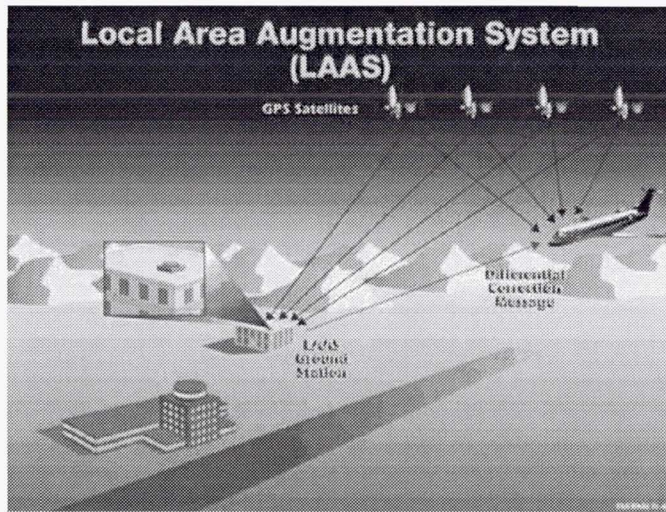 Local Area Augmentation System
(LAAS)
GPS Satellites
Differential
Correction
Message
LAAS
Ground
Station